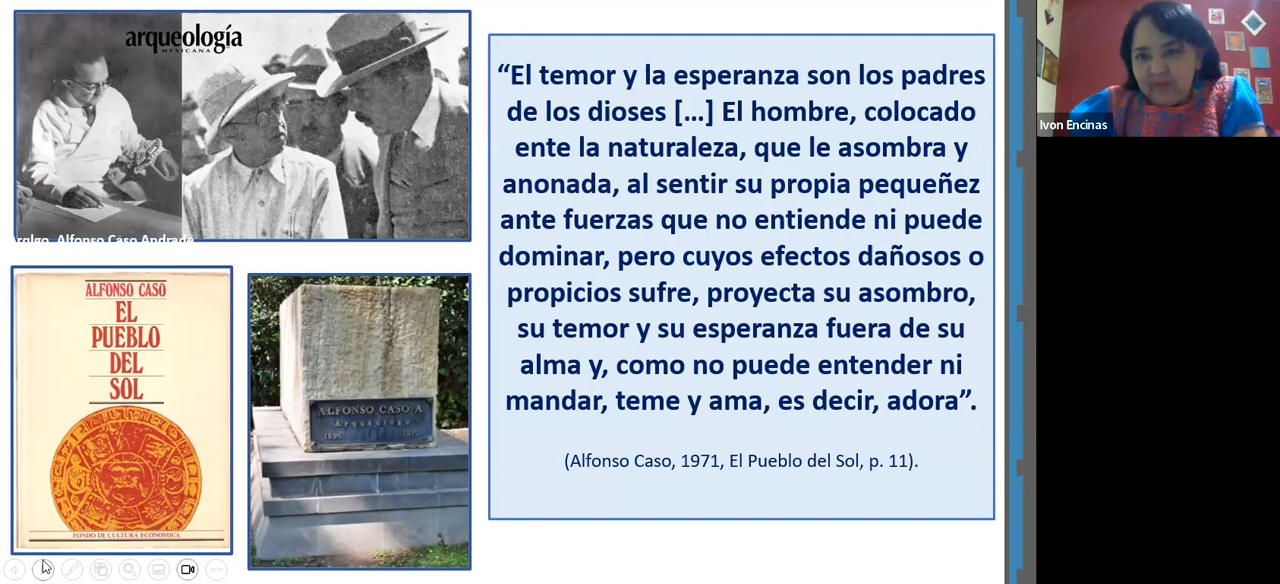 arqueología
MEXICANA
Alfonso Caso Andrade
ALFONSO CASO
EL
PUEBLO
DEL
SOL
FONDO DE CULTURA ECONOMICA
ALFONSO CASO A
Arqueologo
“El temor y la esperanza son los padres
de los dioses [...] El hombre, colocado
ente la naturaleza, que le asombra y
anonada, al sentir su propia pequeñez
ante fuerzas que no entiende ni puede
dominar, pero cuyos efectos dañosos o
propicios sufre, proyecta su asombro,
su temor y su esperanza fuera de su
alma y, como no puede entender ni
mandar, teme y ama, es decir, adora”.
(Alfonso Caso, 1971, El Pueblo del Sol, p. 11).
Ivon Encinas